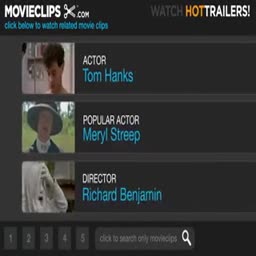 MOVIECLIPS .COM
WATCH HOTTRAILERS!
click below to watch related movie clips
ACTOR
Tom Hanks
POPULAR ACTOR
Meryl Streep
DIRECTOR
Richard Benjamin
1 2 3 4 5 click to search only movieclips